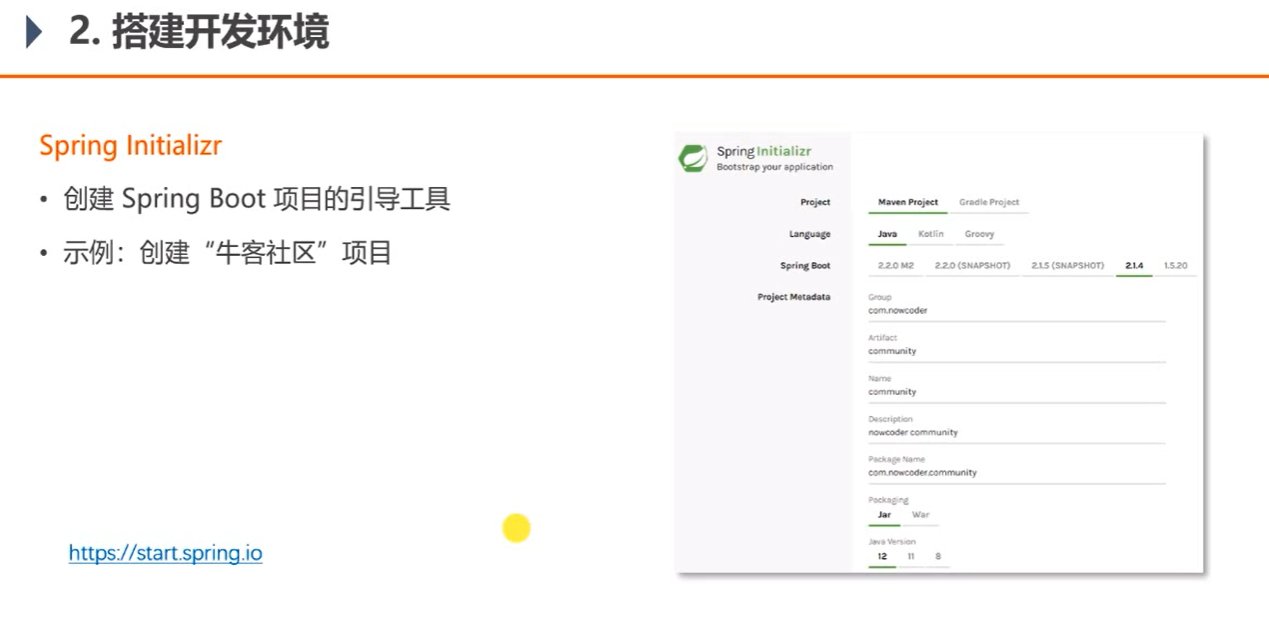 2. 搭建开发环境
Spring Initializr
• 创建 Spring Boot 项目的引导工具
• 示例：创建“牛客社区”项目
https://start.spring.io
Spring Initializr
Bootstrap your application
Project
Maven Project Gradle Project
Language
Java Kotlin Groovy
Spring Boot
2.2.0 M2 2.2.0 (SNAPSHOT) 2.1.5 (SNAPSHOT) 2.1.4 1.5.20
Project Metadata
Group
com.nowcoder
Artifact
community
Name
community
Description
nowcoder community
Package Name
com.nowcoder.community
Packaging
Jar War
Java Version
12 11 8